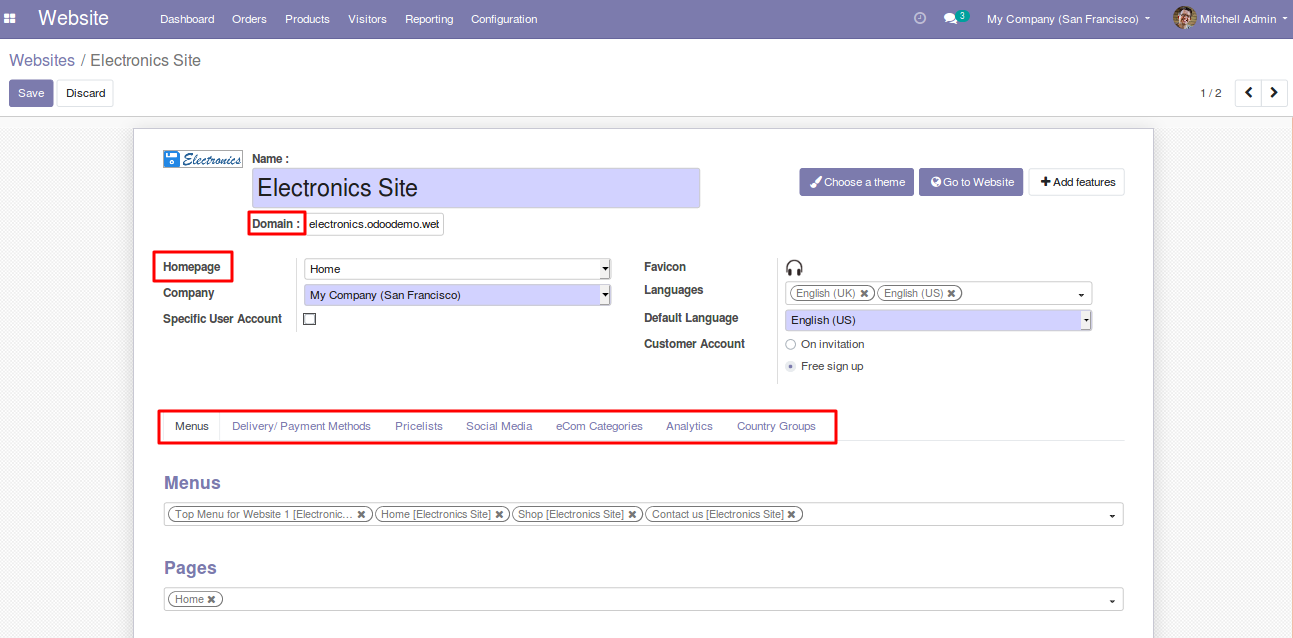 Website Dashboard Orders Products Visitors Reporting Configuration 3 My Company (San Francisco) Mitchell Admin
Websites / Electronics Site
Save Discard 1 / 2
Electronics
Name :
Electronics Site
Choose a theme Go to Website Add features
Domain : electronics.odoodemo.web
Homepage Home
Company My Company (San Francisco)
Specific User Account
Favicon
Languages English (UK) English (US)
Default Language English (US)
Customer Account On invitation
Free sign up
Menus Delivery/ Payment Methods Pricelists Social Media eCom Categories Analytics Country Groups
Menus
Top Menu for Website 1 [Electronic... Home [Electronics Site] Shop [Electronics Site] Contact us [Electronics Site]
Pages
Home